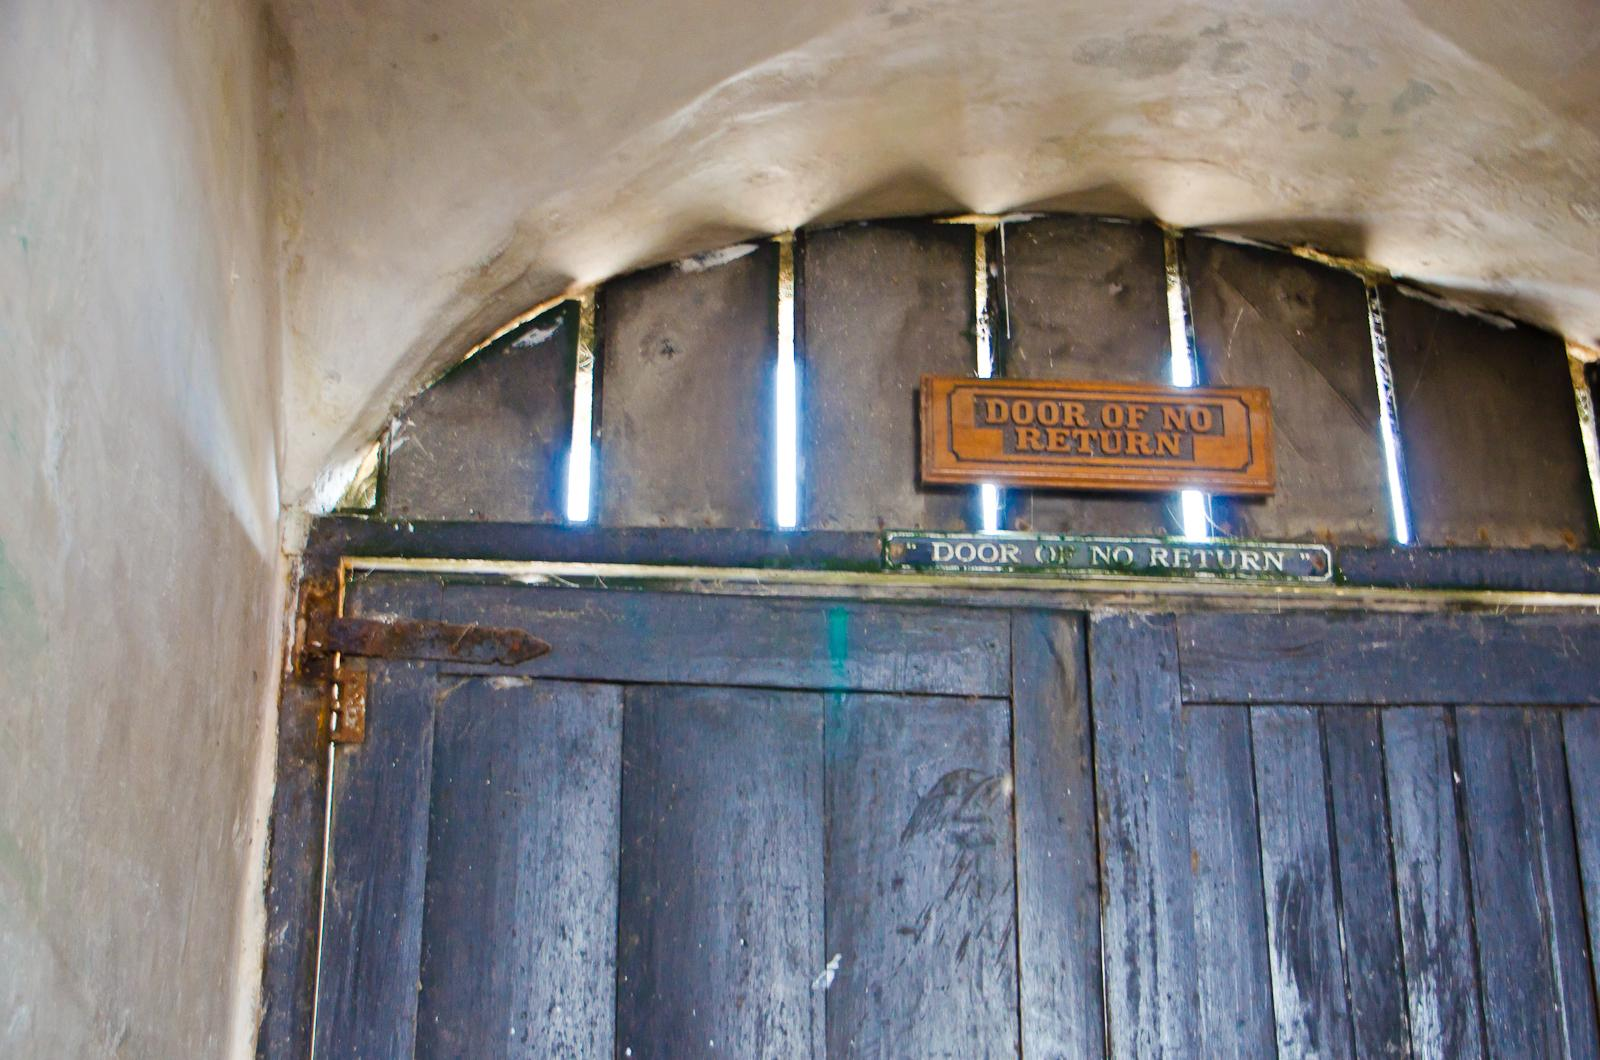 DOOR OF NO
RETURN
"DOOR OF NO RETURN"